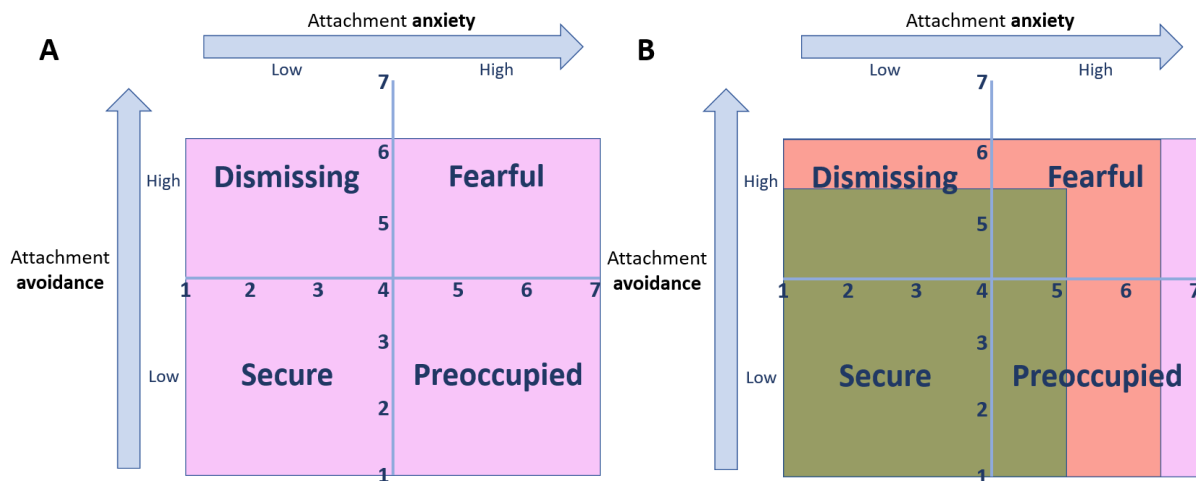 A
Attachment anxiety
Low
High
7
6
5
4
3
2
1
High
Attachment
avoidance
Low
Dismissing
Fearful
1 2 3 4 5 6 7
Secure
Preoccupied
B
Attachment anxiety
Low
High
7
6
5
4
3
2
1
High
Attachment
avoidance
Low
Dismissing
Fearful
1 2 3 4 5 6 7
Secure
Preoccupied